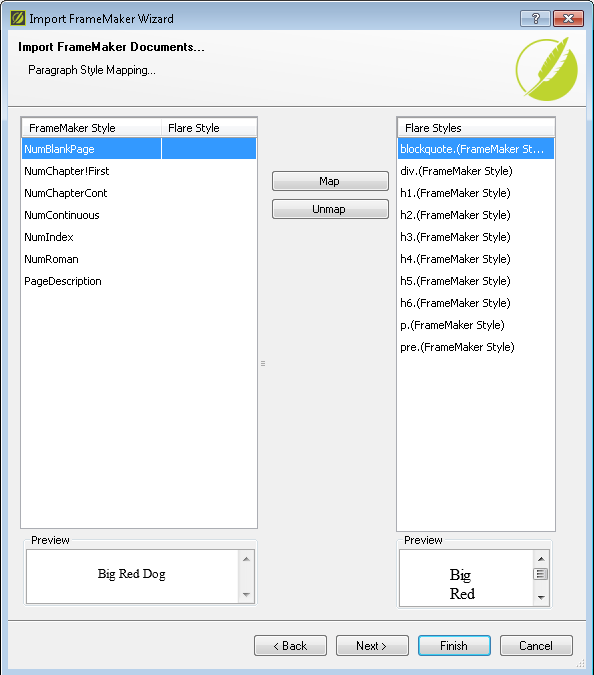 Import FrameMaker Wizard
Import FrameMaker Documents...
Paragraph Style Mapping...
FrameMaker Style Flare Style
NumBlankPage
NumChapter!First
NumChapterCont
NumContinuous
NumIndex
NumRoman
PageDescription
Map
Unmap
Flare Styles
blockquote.(FrameMaker St...
div.(FrameMaker Style)
h1.(FrameMaker Style)
h2.(FrameMaker Style)
h3.(FrameMaker Style)
h4.(FrameMaker Style)
h5.(FrameMaker Style)
h6.(FrameMaker Style)
p.(FrameMaker Style)
pre.(FrameMaker Style)
Preview
Big Red Dog
Preview
Big
Red
< Back Next > Finish Cancel